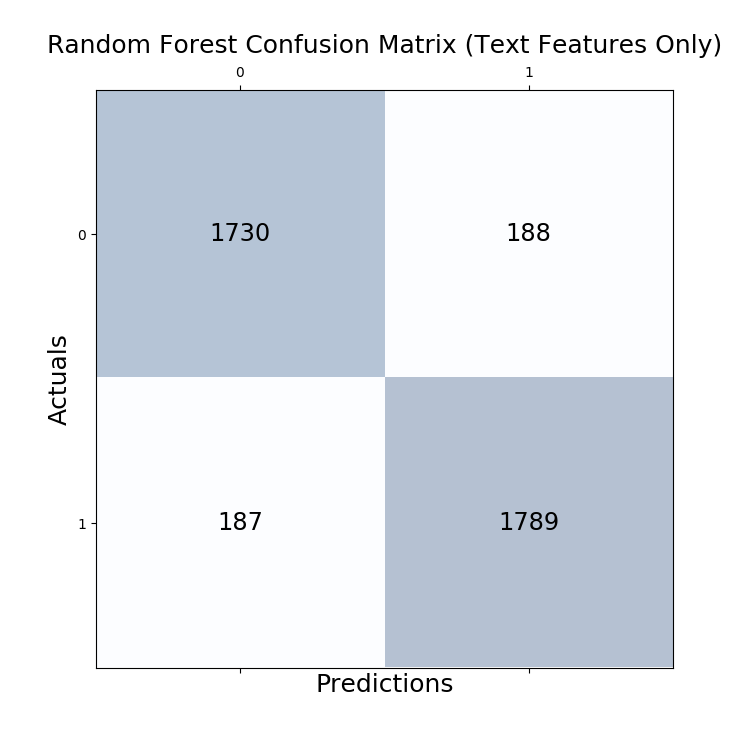 Random Forest Confusion Matrix (Text Features Only)
0 1
0 1730 188
Actuals
1 187 1789
Predictions